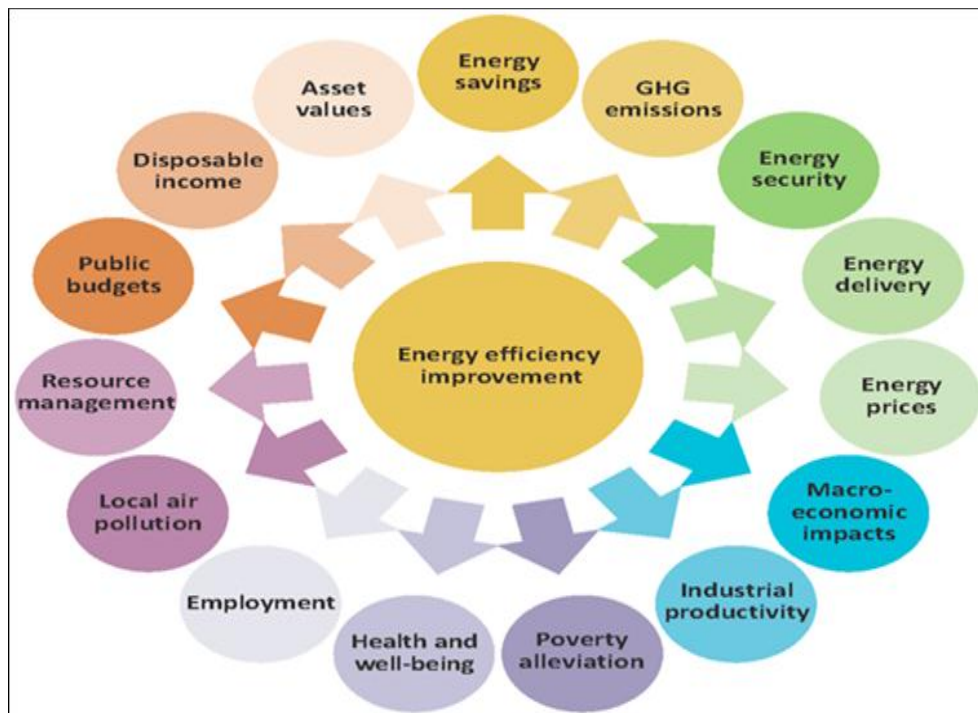 Energy
savings
GHG
emissions
Energy
security
Energy
delivery
Energy
prices
Macro-
economic
impacts
Industrial
productivity
Poverty
alleviation
Health and
well-being
Employment
Local air
pollution
Resource
management
Public
budgets
Disposable
income
Asset
values
Energy efficiency
improvement